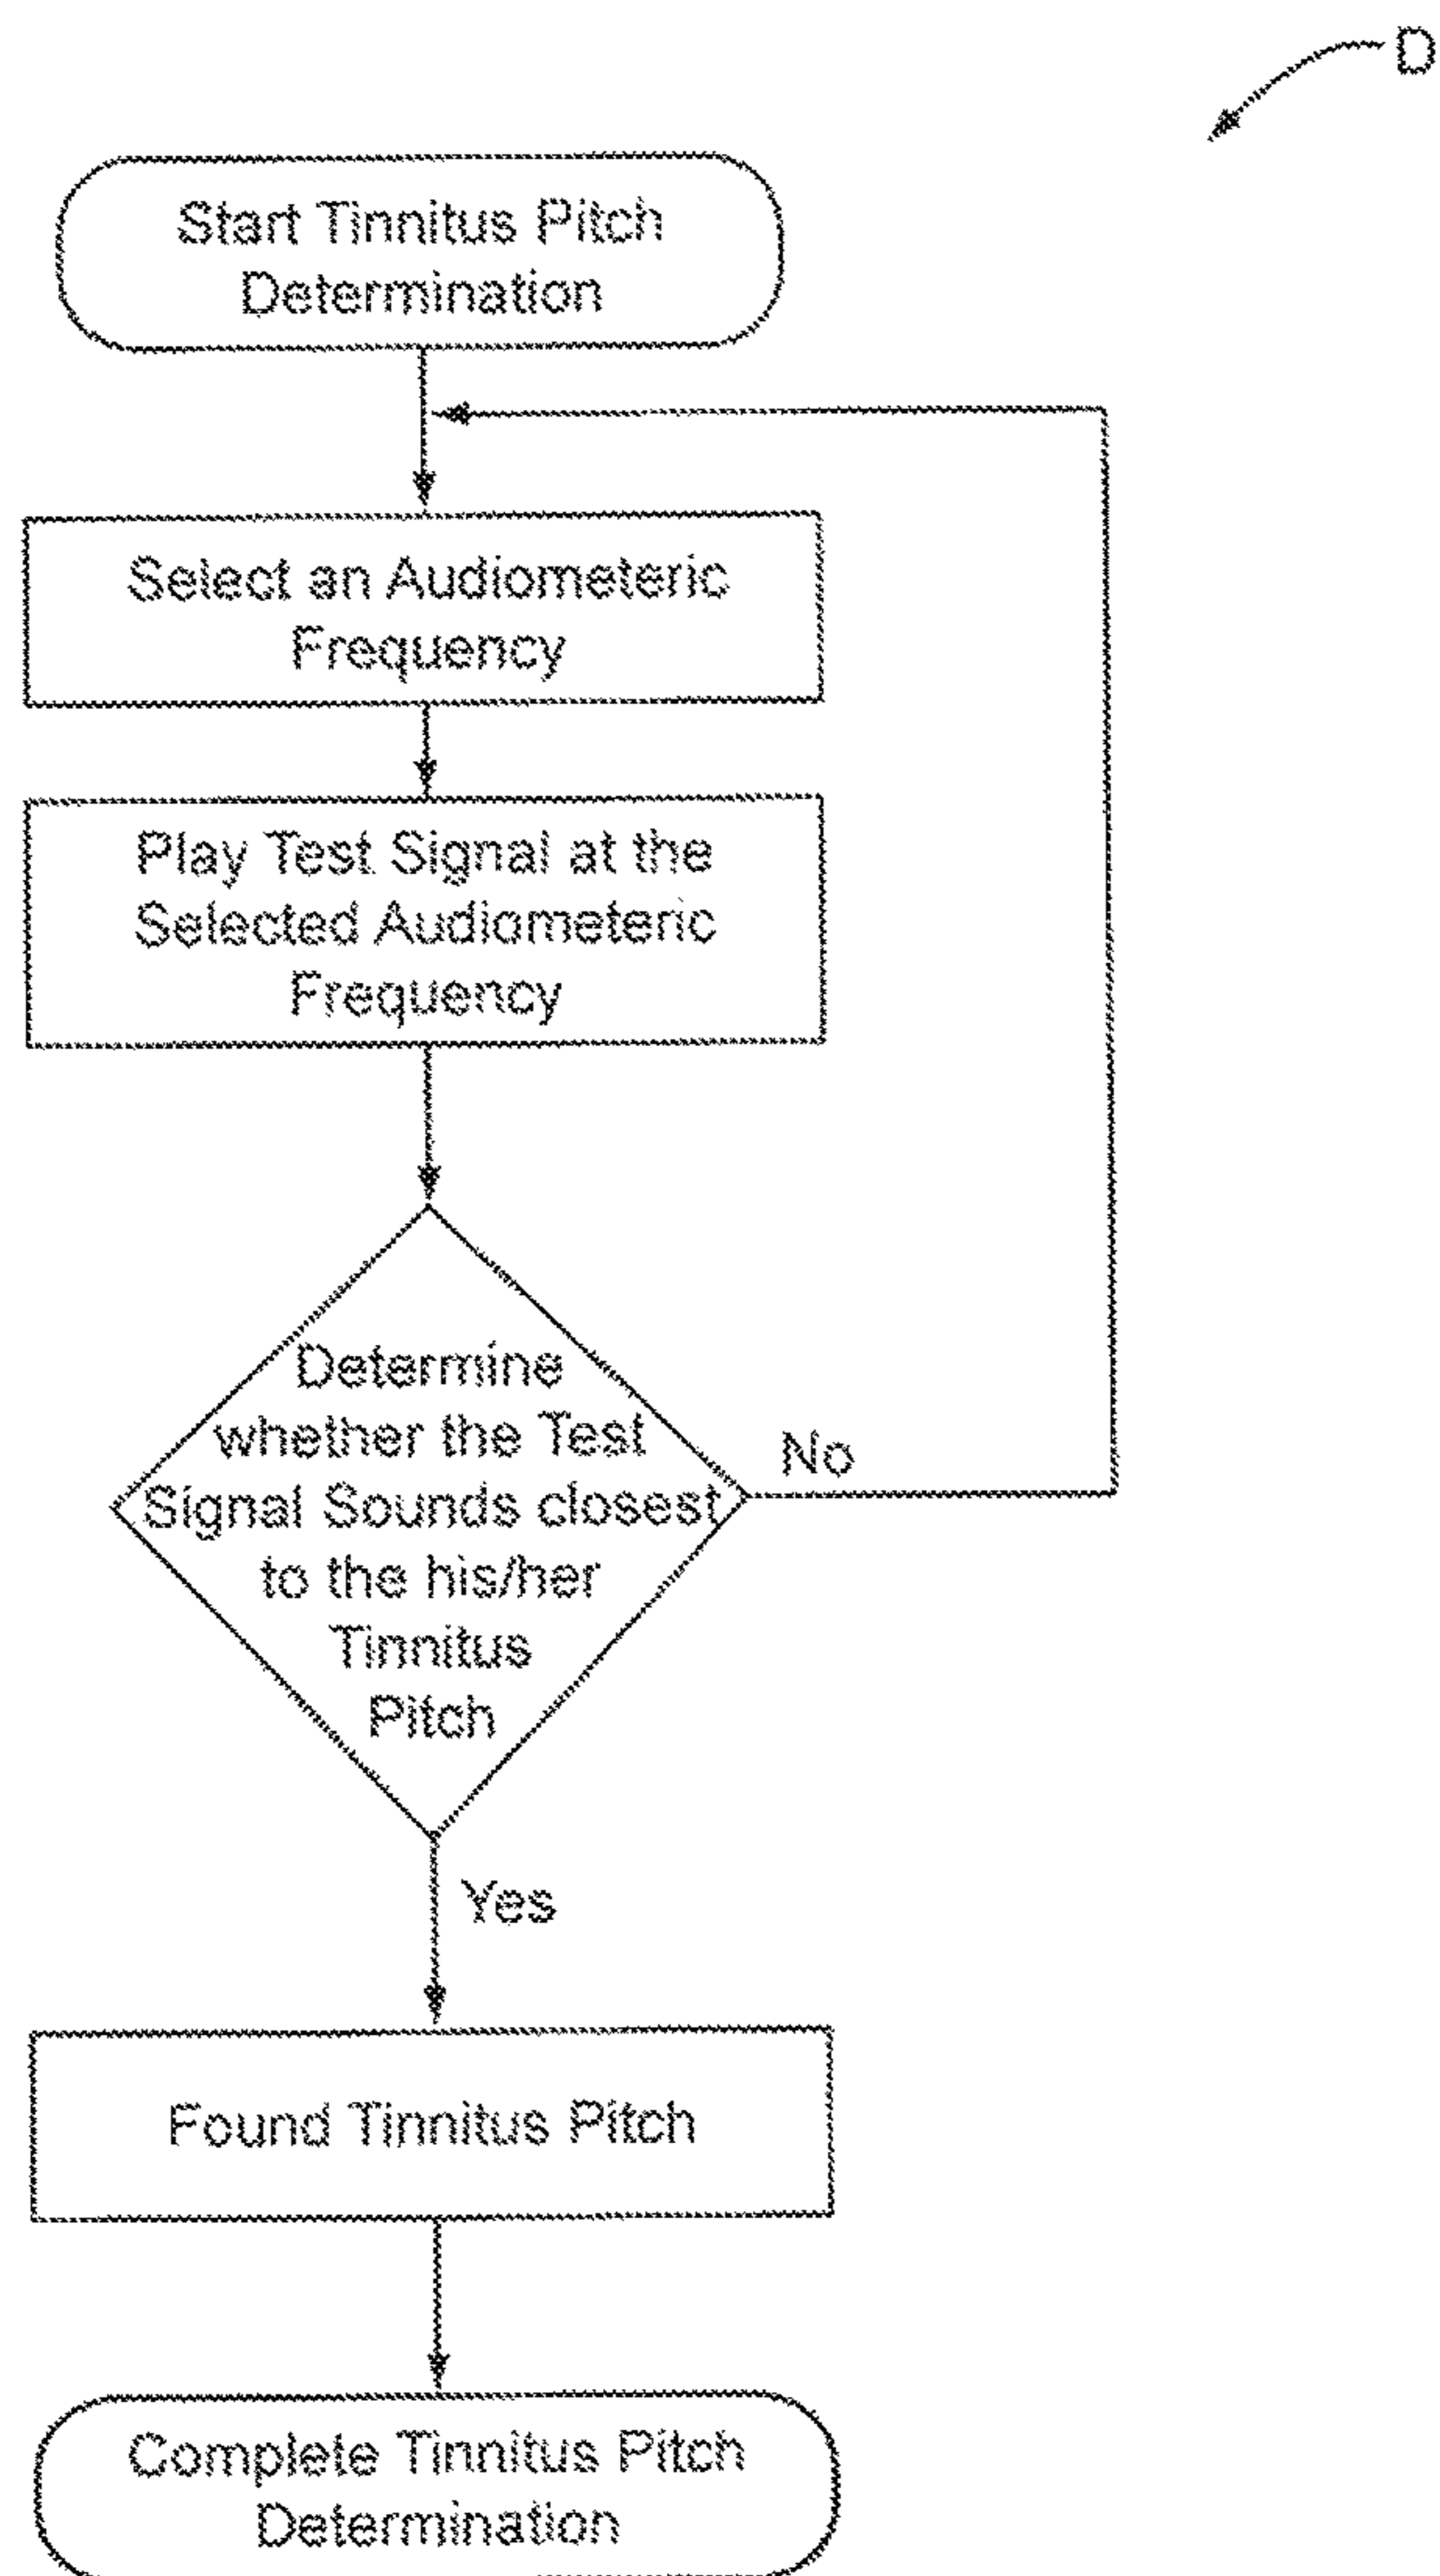 D
Start Tinnitus Pitch
Determination
Select an Audiometeric
Frequency
Play Test Signal at the
Selected Audiometeric
Frequency
Determine
whether the Test
Signal Sounds closest
to the his/her
Tinnitus
Pitch
No
Yes
Found Tinnitus Pitch
Complete Tinnitus Pitch
Determination